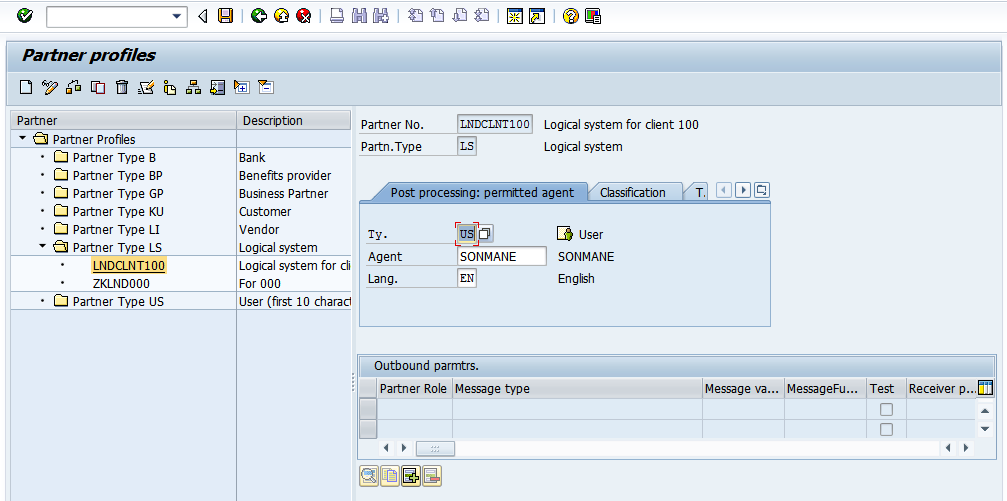 Partner profiles
Partner Description
Partner Profiles
Partner Type B Bank
Partner Type BP Benefits provider
Partner Type GP Business Partner
Partner Type KU Customer
Partner Type LI Vendor
Partner Type LS Logical system
LNDCLNT100 Logical system for cli
ZKLND000 For 000
Partner Type US User (first 10 charact
Partner No. LNDCLNT100 Logical system for client 100
Partn.Type LS Logical system
Post processing: permitted agent Classification T.
Ty. US User
Agent SONMANE SONMANE
Lang. EN English
Outbound parmtrs.
Partner Role Message type Message va... MessageFu... Test Receiver p...